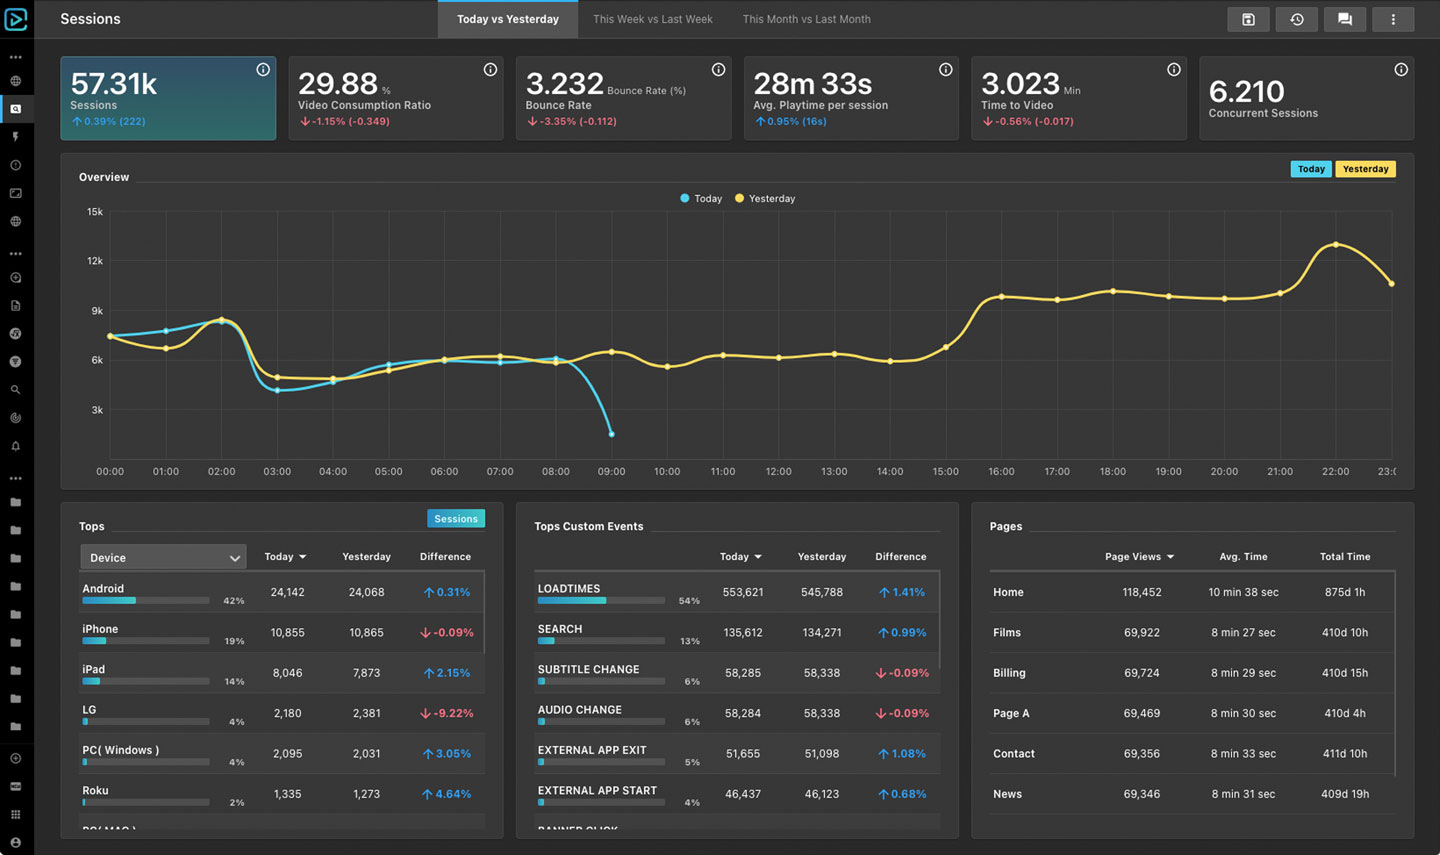 Sessions
Today vs Yesterday
This Week vs Last Week
This Month vs Last Month
57.31k
Sessions
0.39% (222)
29.88 %
Video Consumption Ratio
-1.15% (-0.349)
3.232 Bounce Rate (%)
Bounce Rate
-3.35% (-0.112)
28m 33s
Avg. Playtime per session
0.95% (16s)
3.023 Min
Time to Video
-0.56% (-0.017)
6.210
Concurrent Sessions
Overview
Today Yesterday
Today Yesterday
15k
12k
9k
6k
3k
00:00 01:00 02:00 03:00 04:00 05:00 06:00 07:00 08:00 09:00 10:00 11:00 12:00 13:00 14:00 15:00 16:00 17:00 18:00 19:00 20:00 21:00 22:00 23:
Tops
Sessions
Device Today Yesterday Difference
Android 42% 24,142 24,068 0.31%
iPhone 19% 10,855 10,865 -0.09%
iPad 14% 8,046 7,873 2.15%
LG 4% 2,180 2,381 -9.22%
PC( Windows ) 4% 2,095 2,031 3.05%
Roku 2% 1,335 1,273 4.64%
PC( MAC )
Tops Custom Events
Today Yesterday Difference
LOADTIMES 54% 553,621 545,788 1.41%
SEARCH 13% 135,612 134,271 0.99%
SUBTITLE CHANGE 6% 58,285 58,338 -0.09%
AUDIO CHANGE 6% 58,284 58,338 -0.09%
EXTERNAL APP EXIT 5% 51,655 51,098 1.08%
EXTERNAL APP START 4% 46,437 46,123 0.68%
BANNER CLICK
Pages
Page Views Avg. Time Total Time
Home 118,452 10 min 38 sec 875d 1h
Films 69,922 8 min 27 sec 410d 10h
Billing 69,724 8 min 29 sec 410d 15h
Page A 69,469 8 min 30 sec 410d 4h
Contact 69,356 8 min 33 sec 411d 10h
News 69,346 8 min 31 sec 409d 19h